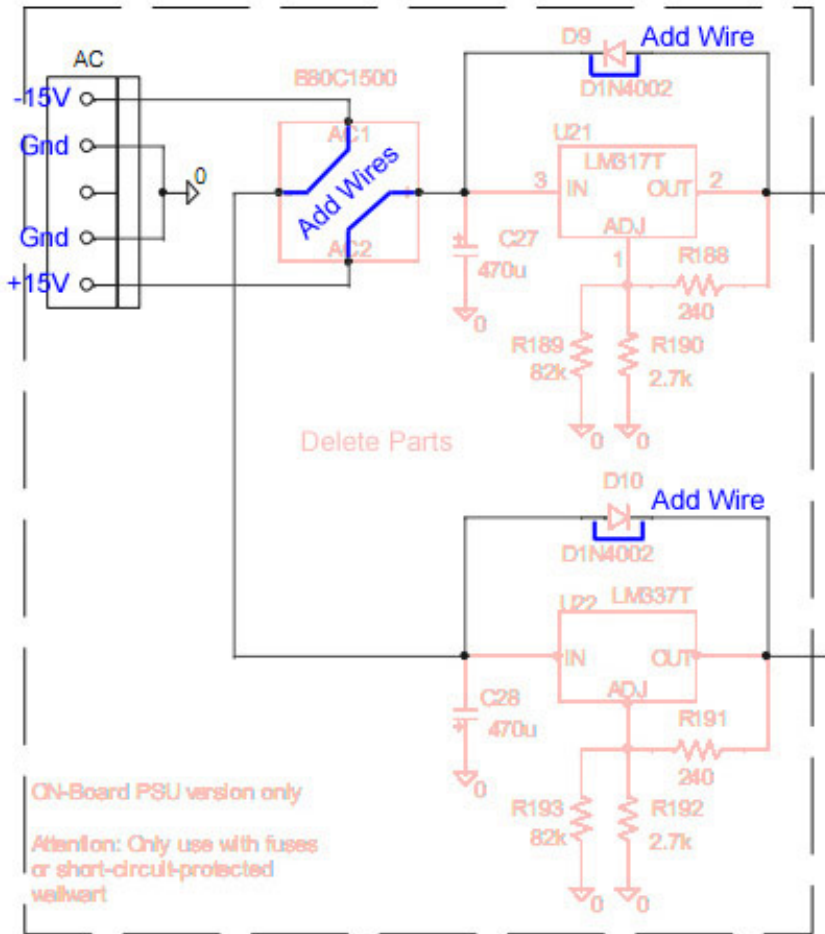 D9
Add Wire
AC
B80C1500
D1N4002
-15V
U21
AC1
LM317T
Gnd
0
3
IN
OUT
2
Add Wires
ADJ
C27
Gnd
AC2
1
R188
+15V
470u
240
0
R189
R190
82k
2.7k
0
0
Delete Parts
D10
Add Wire
D1N4002
U22
LM337T
IN
OUT
ADJ
C28
R191
470u
240
ON-Board PSU version only
0
R193
R192
82k
2.7k
Attention: Only use with fuses
or short-circuit-protected
wallwart
0
0